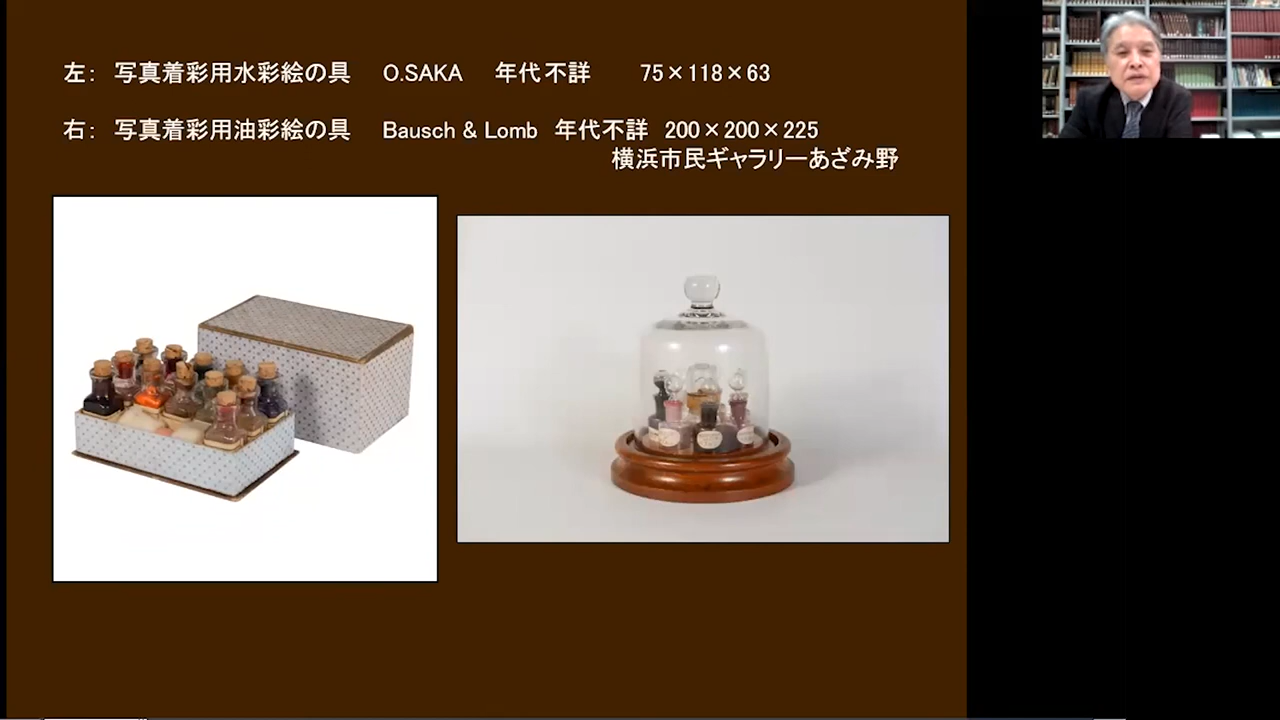 左： 写真着彩用水彩絵の具 O.SAKA 年代不詳 75×118×63
右： 写真着彩用油彩絵の具 Bausch & Lomb 年代不詳 200×200×225
横浜市民ギャラリーあざみ野